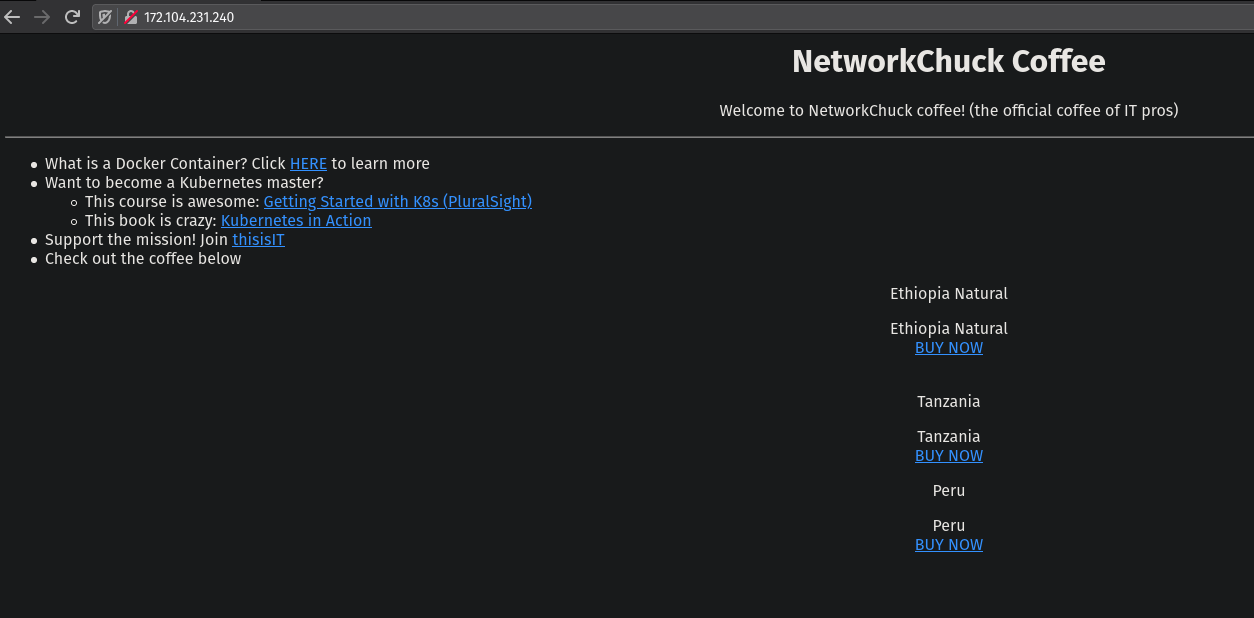 172.104.231.240
NetworkChuck Coffee
Welcome to NetworkChuck coffee! (the official coffee of IT pros)
What is a Docker Container? Click HERE to learn more
Want to become a Kubernetes master?
This course is awesome: Getting Started with K8s (PluralSight)
This book is crazy: Kubernetes in Action
Support the mission! Join thisisIT
Check out the coffee below
Ethiopia Natural
Ethiopia Natural
BUY NOW
Tanzania
Tanzania
BUY NOW
Peru
Peru
BUY NOW